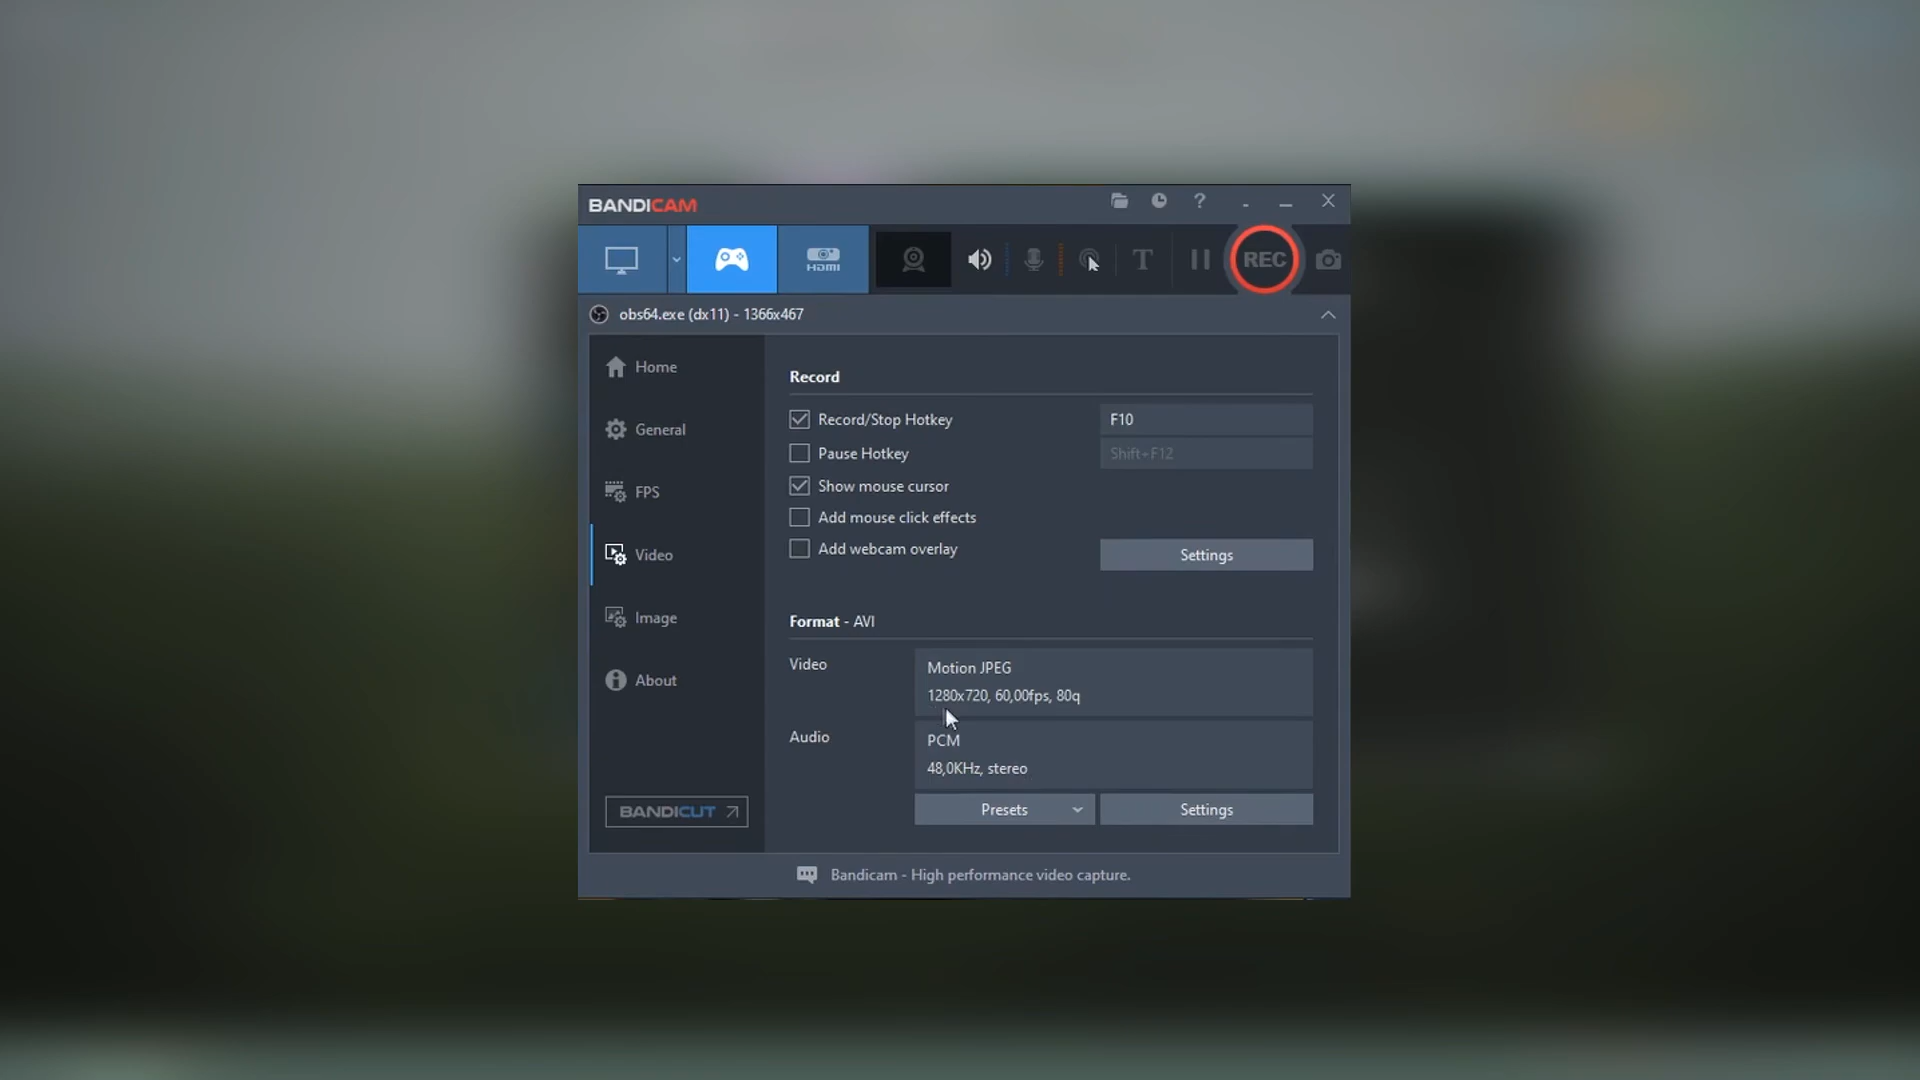 BANDICAM
HDMI
T
REC
obs64.exe (dx11) - 1366x467
Home
General
FPS
Video
Image
About
BANDICUT
Record
Record/Stop Hotkey
F10
Pause Hotkey
Shift+F12
Show mouse cursor
Add mouse click effects
Add webcam overlay
Settings
Format - AVI
Video
Motion JPEG
1280x720, 60,00fps, 80q
Audio
PCM
48,0KHz, stereo
Presets
Settings
Bandicam - High performance video capture.